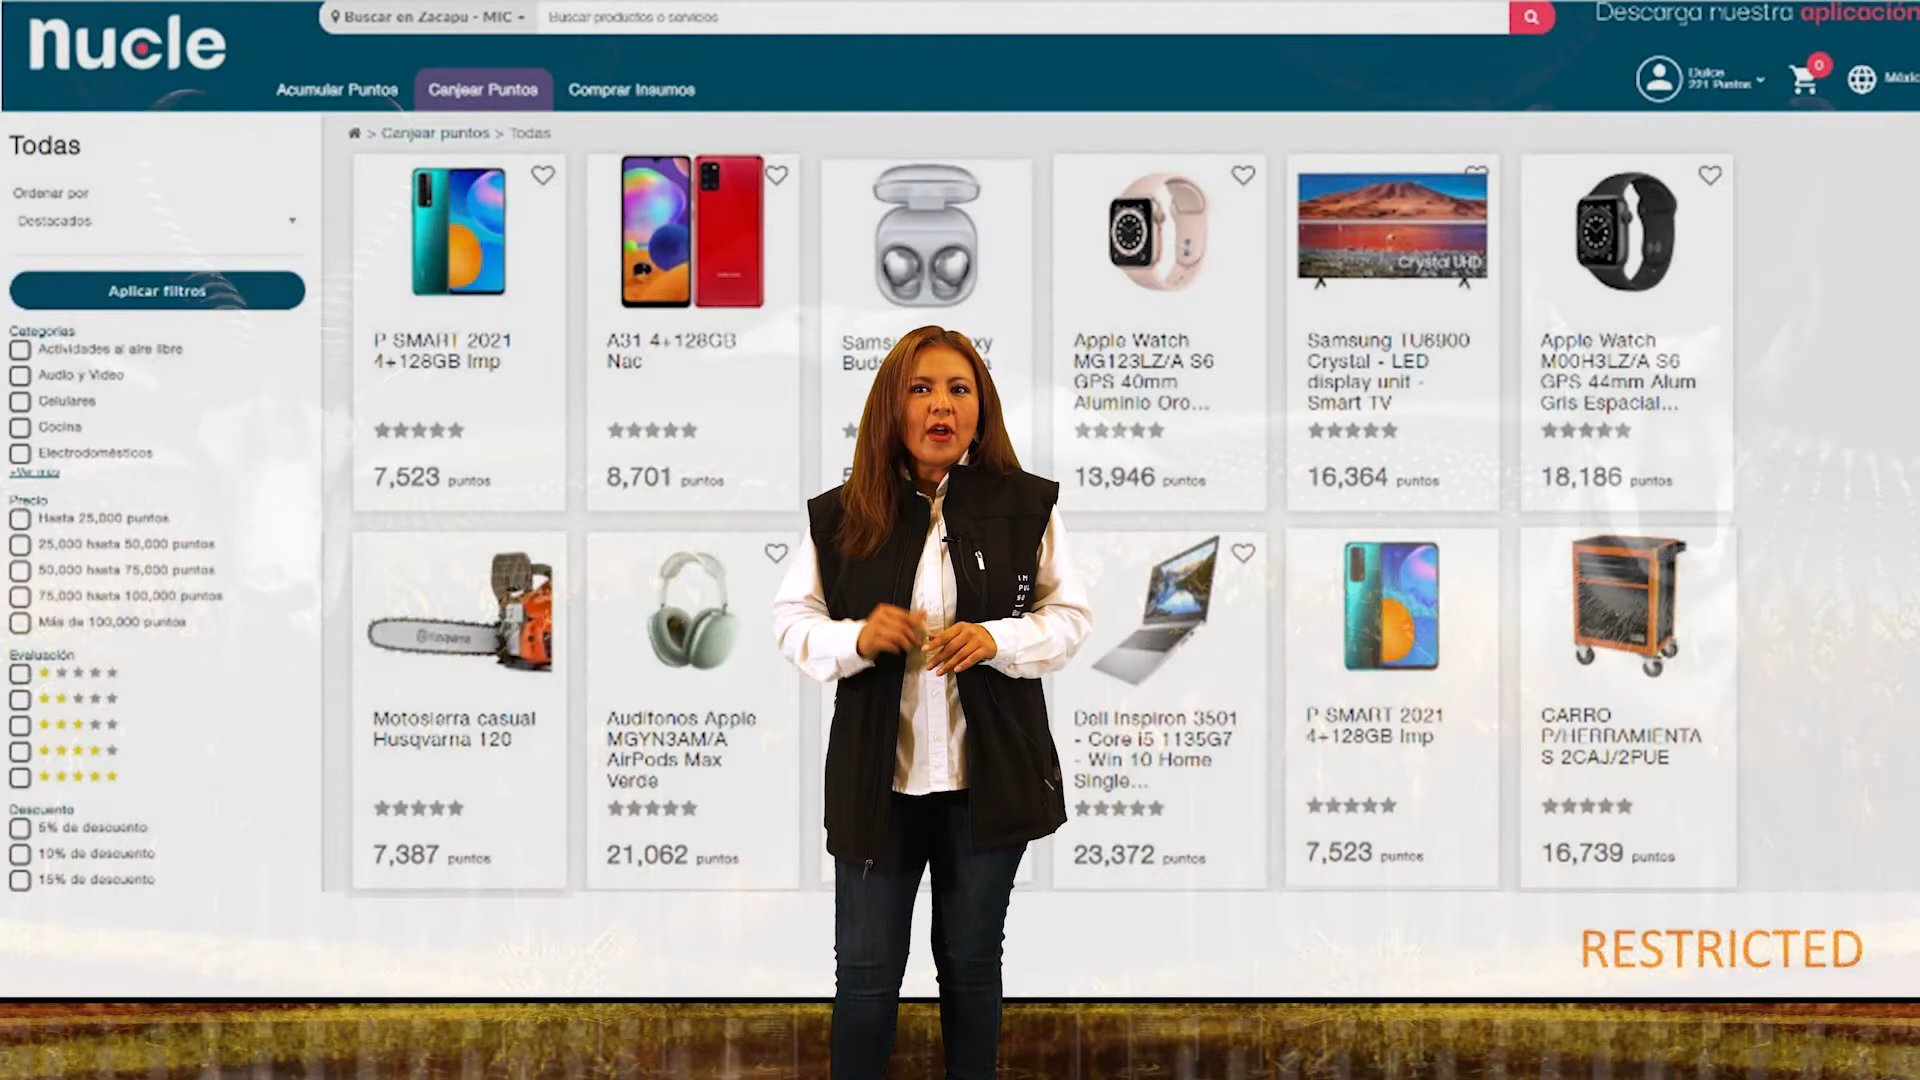 nucle
Buscar en Zacapu - MIC
Buscar productos o servicios
Descarga nuestra aplicación
Acumular Puntos
Canjear Puntos
Comprar Insumos
Dulce
221 Puntos
0
Todas
> Canjear puntos > Todas
Ordenar por
Destacados
Aplicar filtros
Categorías
Actividades al aire libre
Audio y Video
Celulares
Cocina
Electrodomésticos
+Ver más
Precio
Hasta 25,000 puntos
25,000 hasta 50,000 puntos
50,000 hasta 75,000 puntos
75,000 hasta 100,000 puntos
Más de 100,000 puntos
Evaluación
Descuento
5% de descuento
10% de descuento
15% de descuento
P SMART 2021
4+128GB Imp
7,523 puntos
A31 4+128GB
Nac
8,701 puntos
Apple Watch
MG123LZ/A S6
GPS 40mm
Aluminio Oro...
13,946 puntos
Crystal UHD
Samsung TU6900
Crystal - LED
display unit -
Smart TV
16,364 puntos
Apple Watch
M00H3LZ/A S6
GPS 44mm Alum
Gris Espacial...
18,186 puntos
Husqvarna
Motosierra casual
Husqvarna 120
7,387 puntos
Audífonos Apple
MGYN3AM/A
AirPods Max
Verde
21,062 puntos
Dell Inspiron 3501
- Core i5 1135G7
- Win 10 Home
Single...
23,372 puntos
P SMART 2021
4+128GB Imp
7,523 puntos
CARRO
P/HERRAMIENTA
S 2CAJ/2PUE
16,739 puntos
RESTRICTED